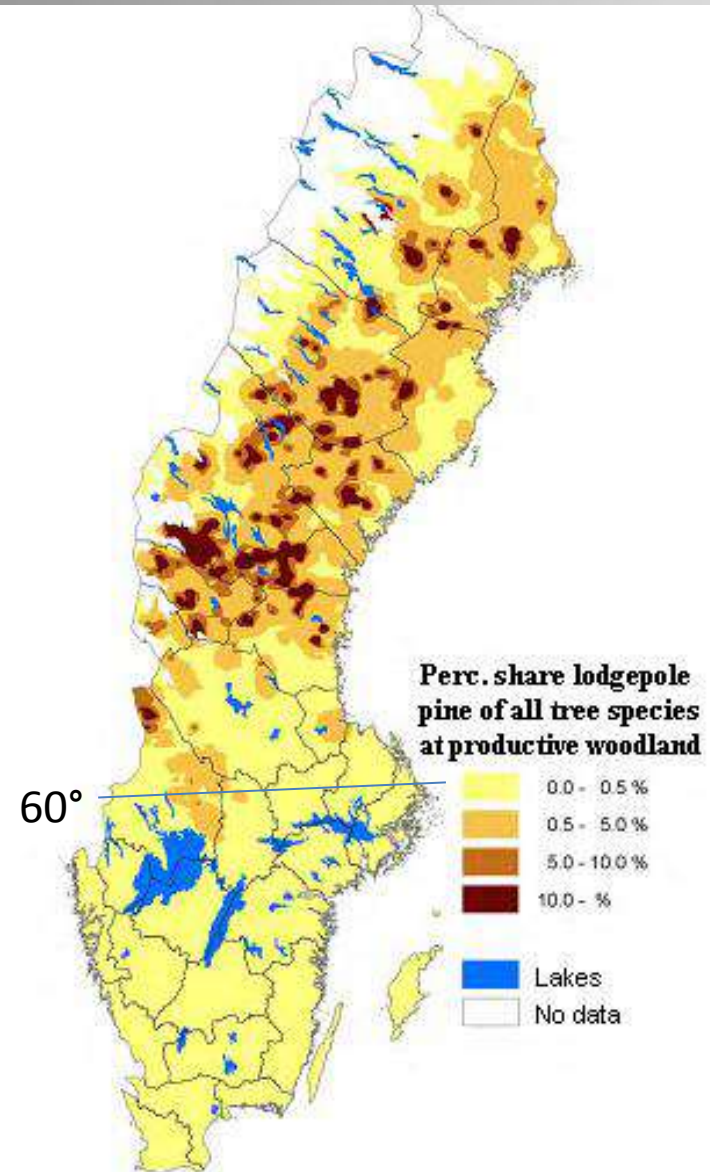 Perc. share lodgepole
pine of all tree species
at productive woodland
60°
0.0 - 0.5 %
0.5 - 5.0 %
5.0 - 10.0 %
10.0 - %
Lakes
No data